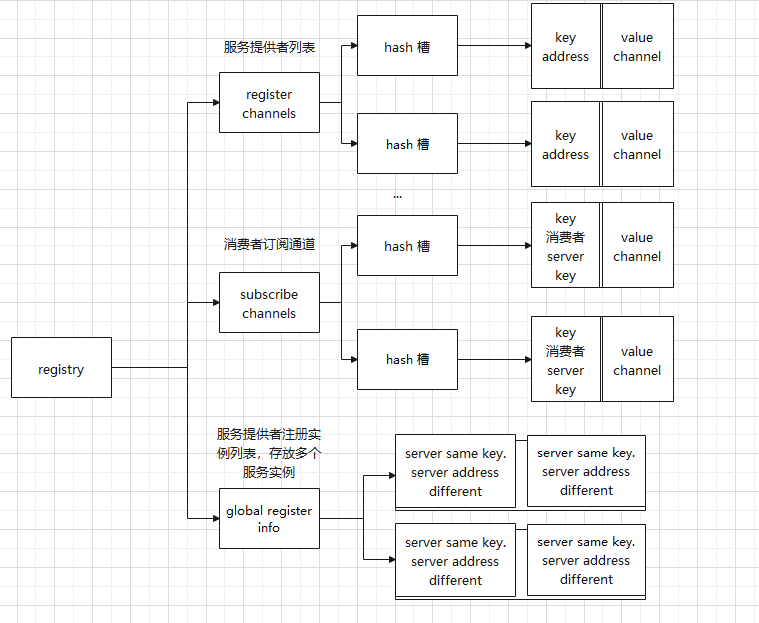 服务提供者列表
register
channels
hash 槽
key
address
value
channel
hash 槽
key
address
value
channel
...
消费者订阅通道
subscribe
channels
hash 槽
key
消费者
server
key
value
channel
hash 槽
key
消费者
server
key
value
channel
registry
服务提供者注册实
例列表，存放多个
服务实例
global register
info
server same key.
server address
different
server same key.
server address
different
server same key.
server address
different
server same key.
server address
different